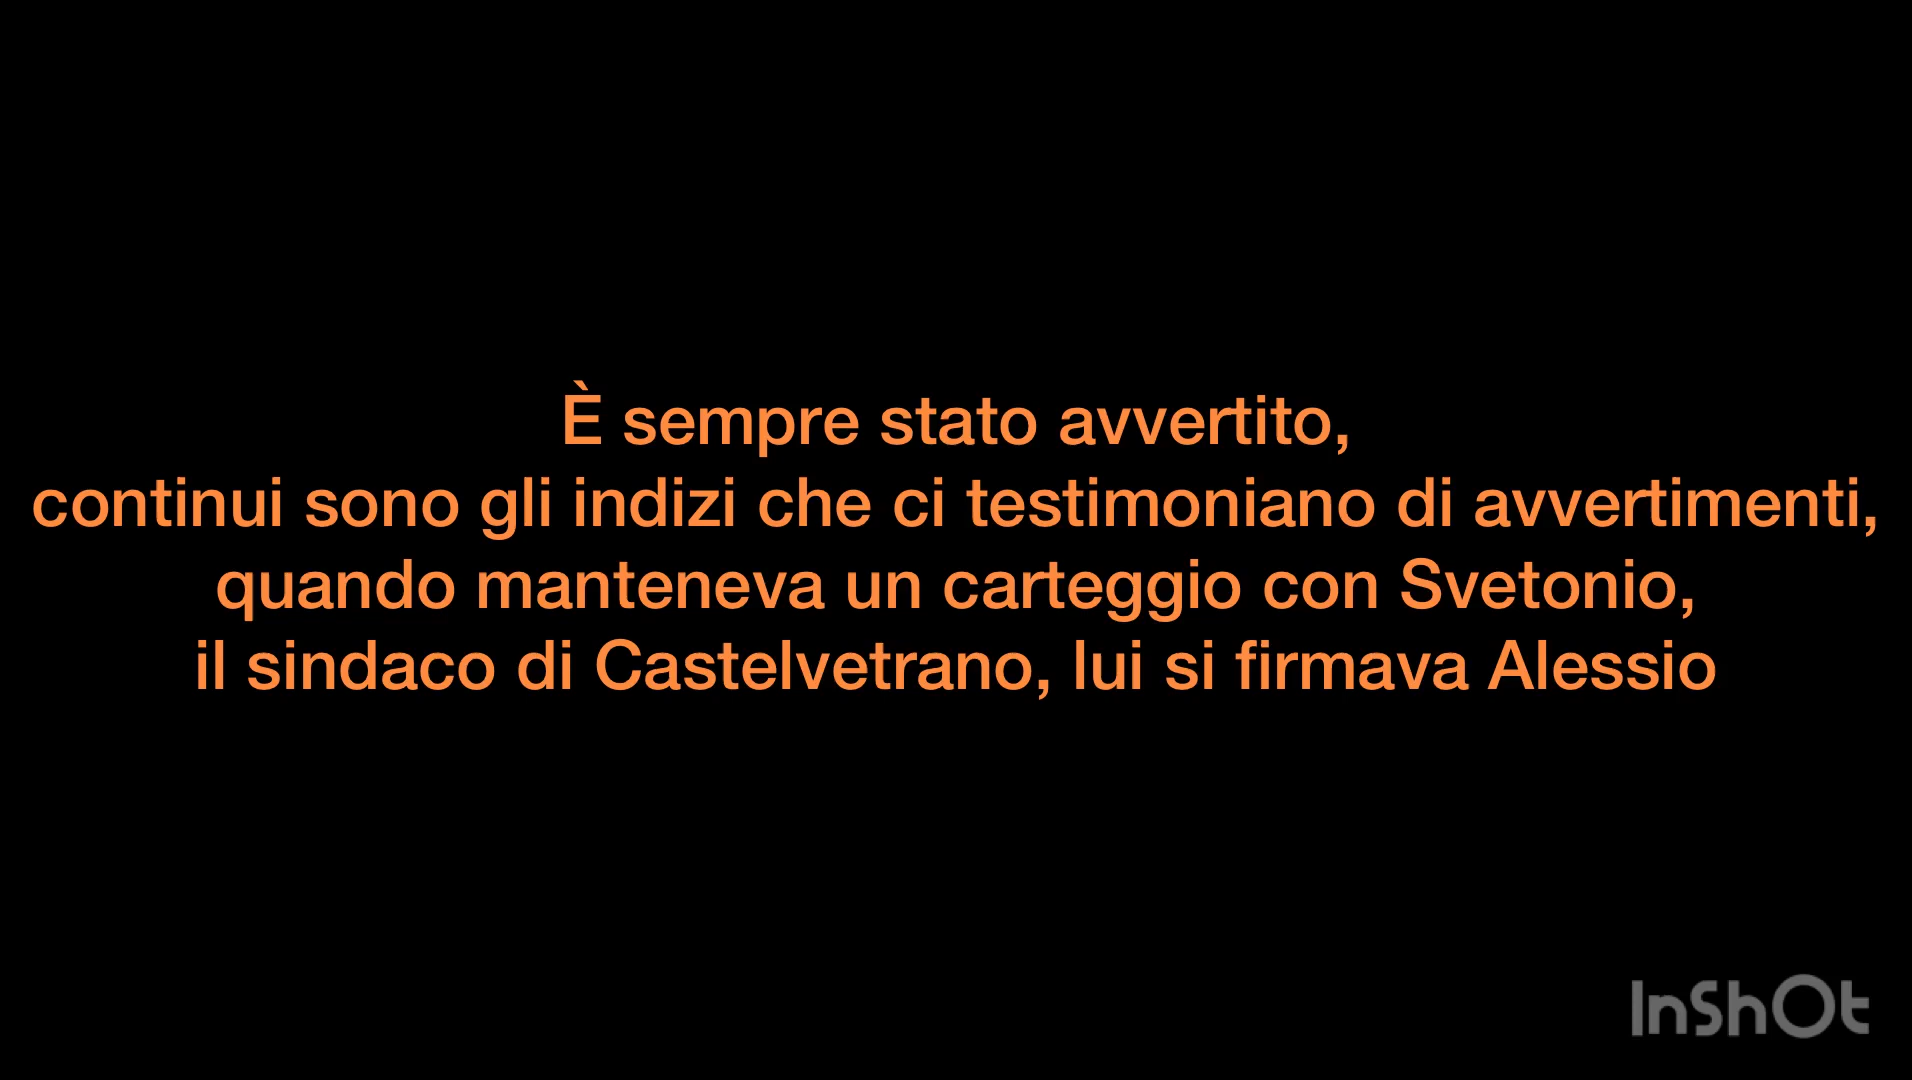 È sempre stato avvertito,
continui sono gli indizi che ci testimoniano di avvertimenti,
quando manteneva un carteggio con Svetonio,
il sindaco di Castelvetrano, lui si firmava Alessio
InShOt